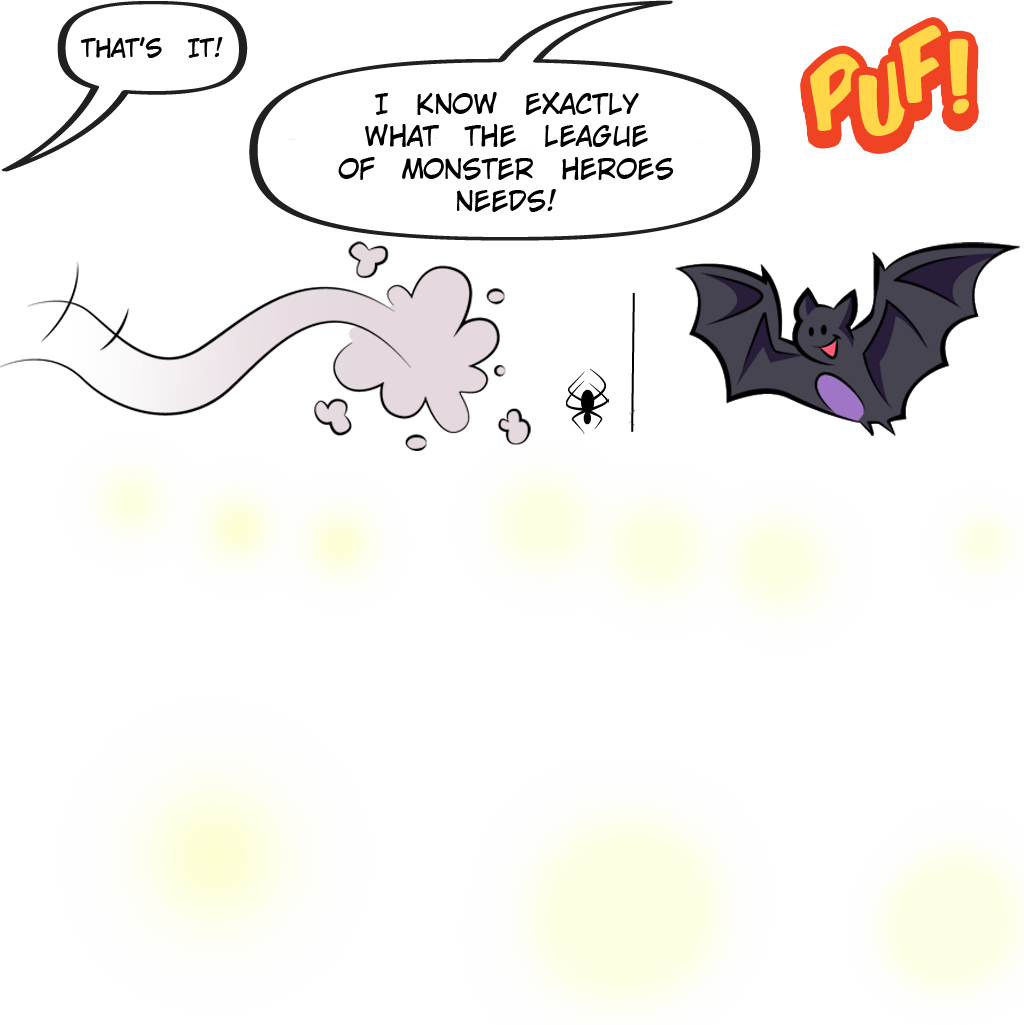 THAT'S IT!
I KNOW EXACTLY
WHAT THE LEAGUE
OF MONSTER HEROES
NEEDS!
PUF!